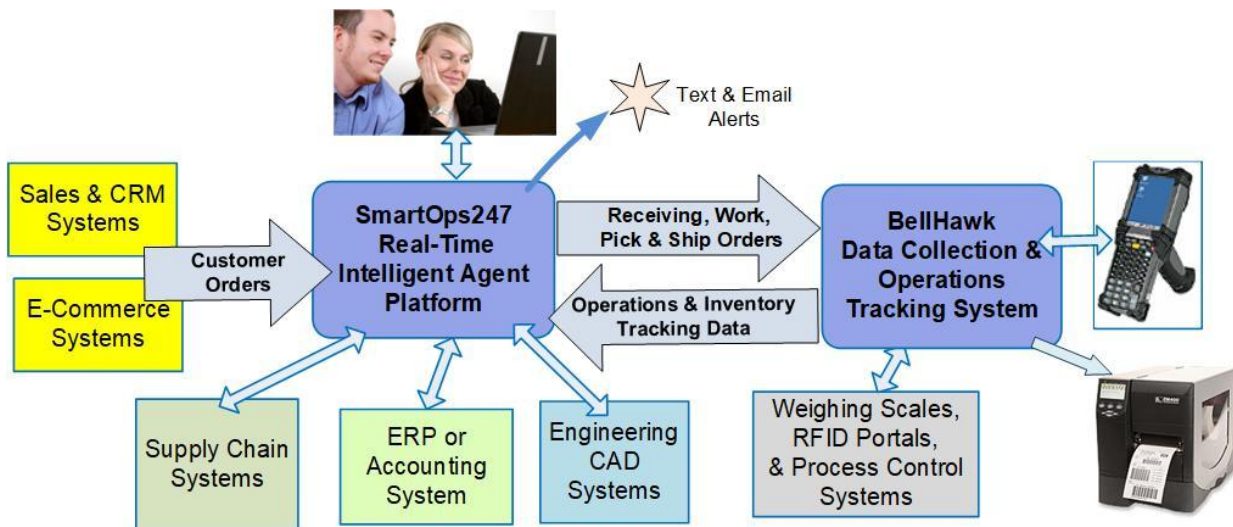 Text & Email
Alerts
Sales & CRM
Systems
E-Commerce
Systems
Customer
Orders
SmartOps247
Real-Time
Intelligent Agent
Platform
Receiving, Work,
Pick & Ship Orders
Operations & Inventory
Tracking Data
BellHawk
Data Collection &
Operations
Tracking System
Supply Chain
Systems
ERP or
Accounting
System
Engineering
CAD
Systems
Weighing Scales,
RFID Portals,
& Process Control
Systems